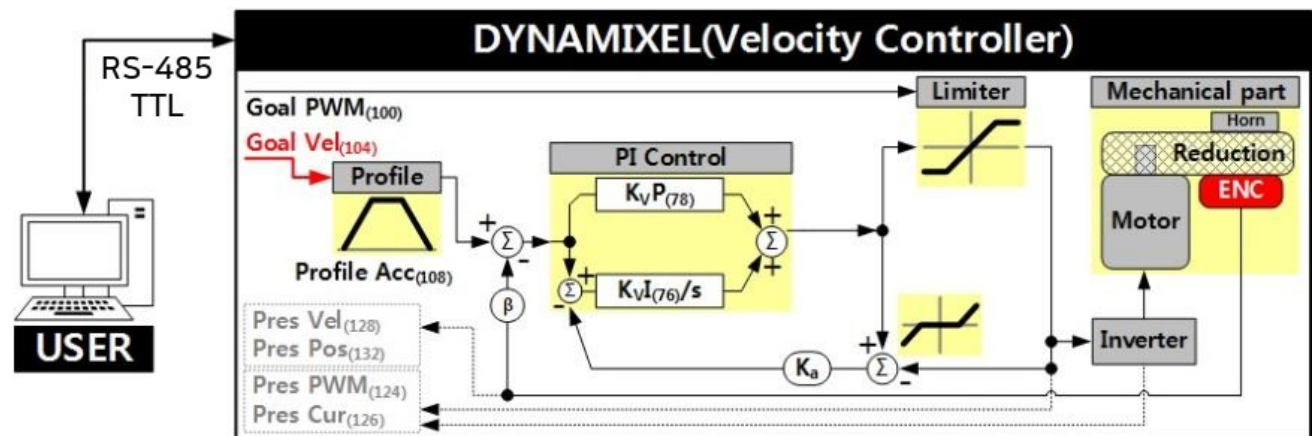 DYNAMIXEL(Velocity Controller)
RS-485
TTL
Goal PWM(100)
Limiter
Mechanical part
Horn
Goal Vel(104)
PI Control
Reduction
Profile
KVP(78)
ENC
+
+
Σ
-
Σ
+
Motor
Profile Acc(108)
+
Σ
-
KVI(76)/s
β
Pres Vel(128)
Pres Pos(132)
+
Σ
-
Ka
Inverter
USER
Pres PWM(124)
Pres Cur(126)